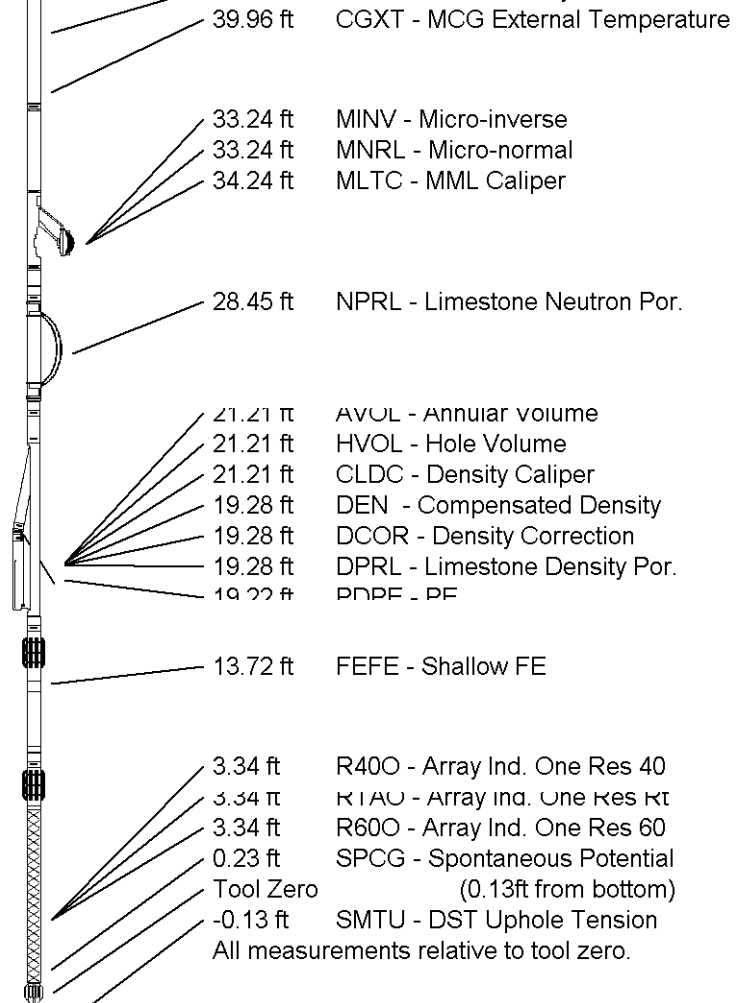 39.96 ft CGXT - MCG External Temperature
33.24 ft MINV - Micro-inverse
33.24 ft MNRL - Micro-normal
34.24 ft MLTC - MML Caliper
28.45 ft NPRL - Limestone Neutron Por.
21.21 ft AVOL - Annular Volume
21.21 ft HVOL - Hole Volume
21.21 ft CLDC - Density Caliper
19.28 ft DEN - Compensated Density
19.28 ft DCOR - Density Correction
19.28 ft DPRL - Limestone Density Por.
19.22 ft PDPE - PE
13.72 ft FEFE - Shallow FE
3.34 ft R40O - Array Ind. One Res 40
3.34 ft RTAO - Array Ind. One Res Rt
3.34 ft R60O - Array Ind. One Res 60
0.23 ft SPCG - Spontaneous Potential
Tool Zero (0.13ft from bottom)
-0.13 ft SMTU - DST Uphole Tension
All measurements relative to tool zero.